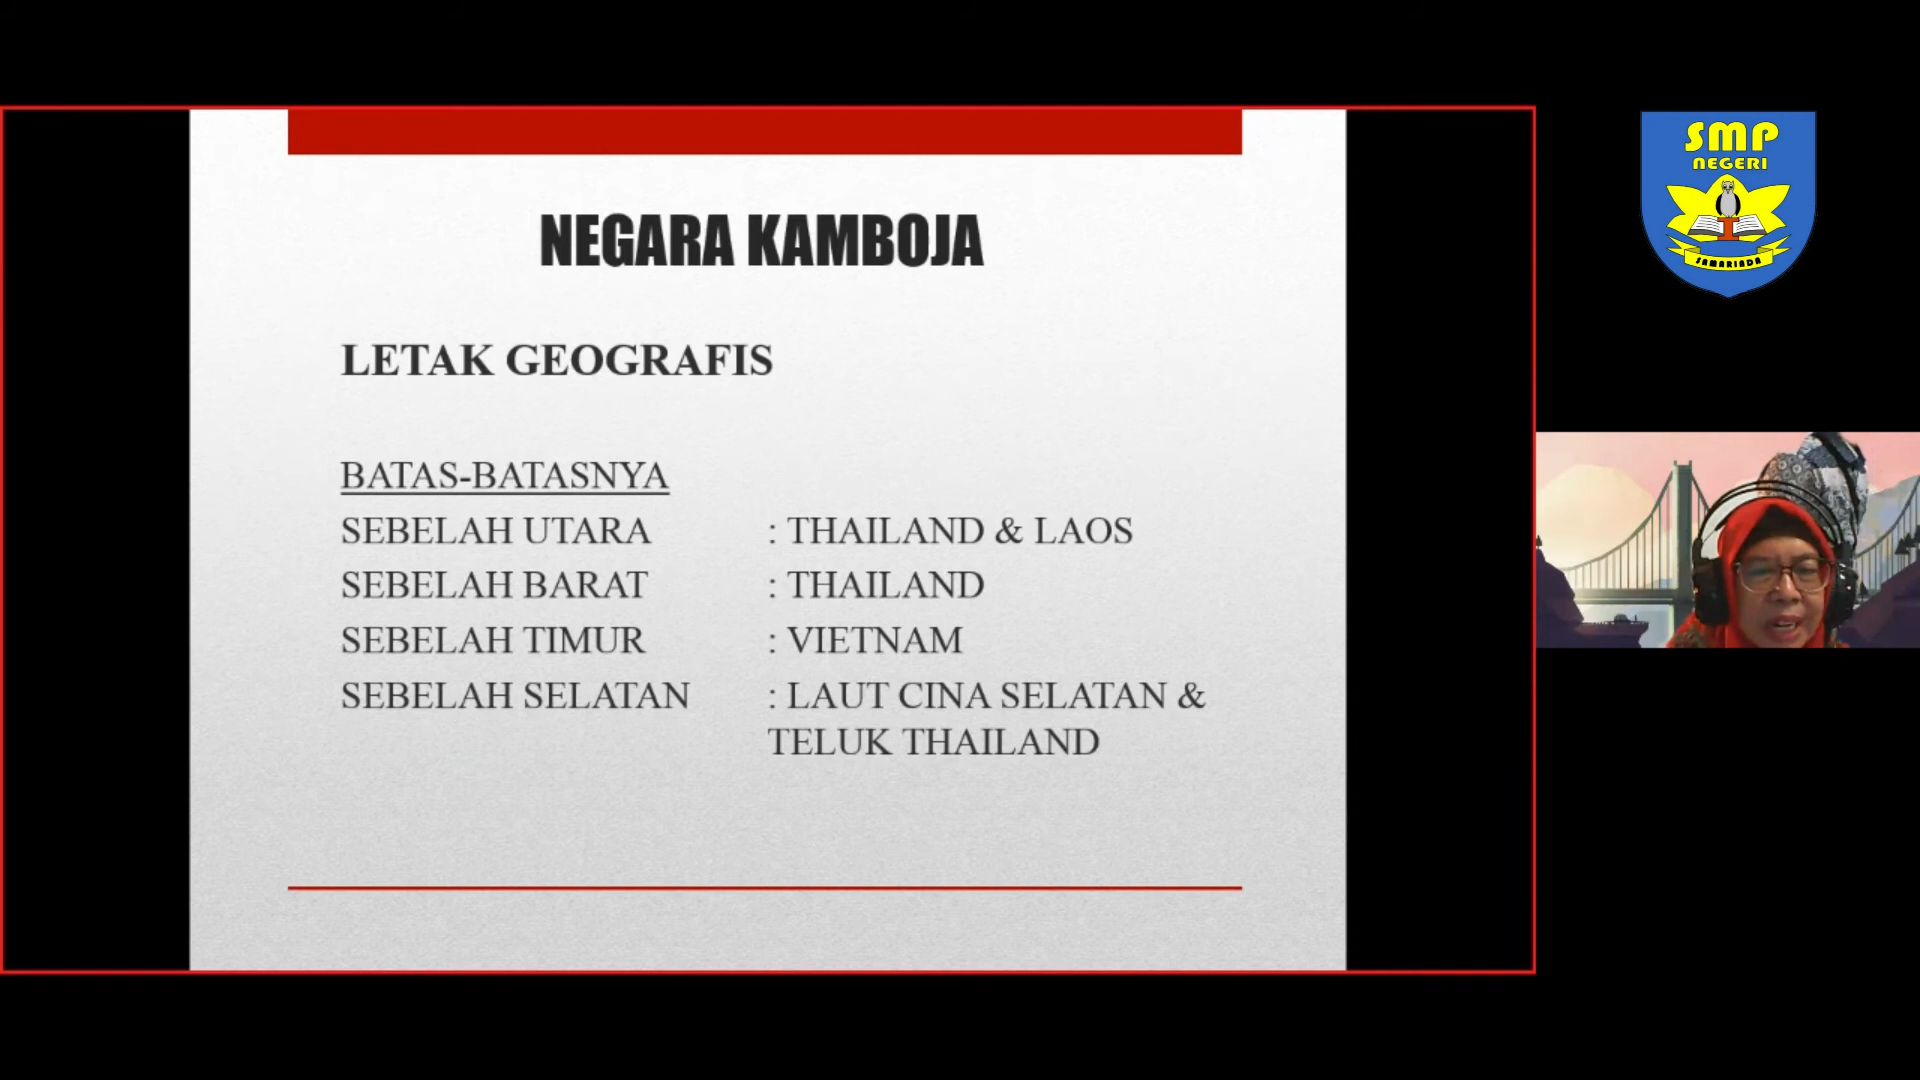 NEGARA KAMBOJA
LETAK GEOGRAFIS
BATAS-BATASNYA
SEBELAH UTARA : THAILAND & LAOS
SEBELAH BARAT : THAILAND
SEBELAH TIMUR : VIETNAM
SEBELAH SELATAN : LAUT CINA SELATAN &
TELUK THAILAND
SMP
NEGERI
I
SAMARINDA